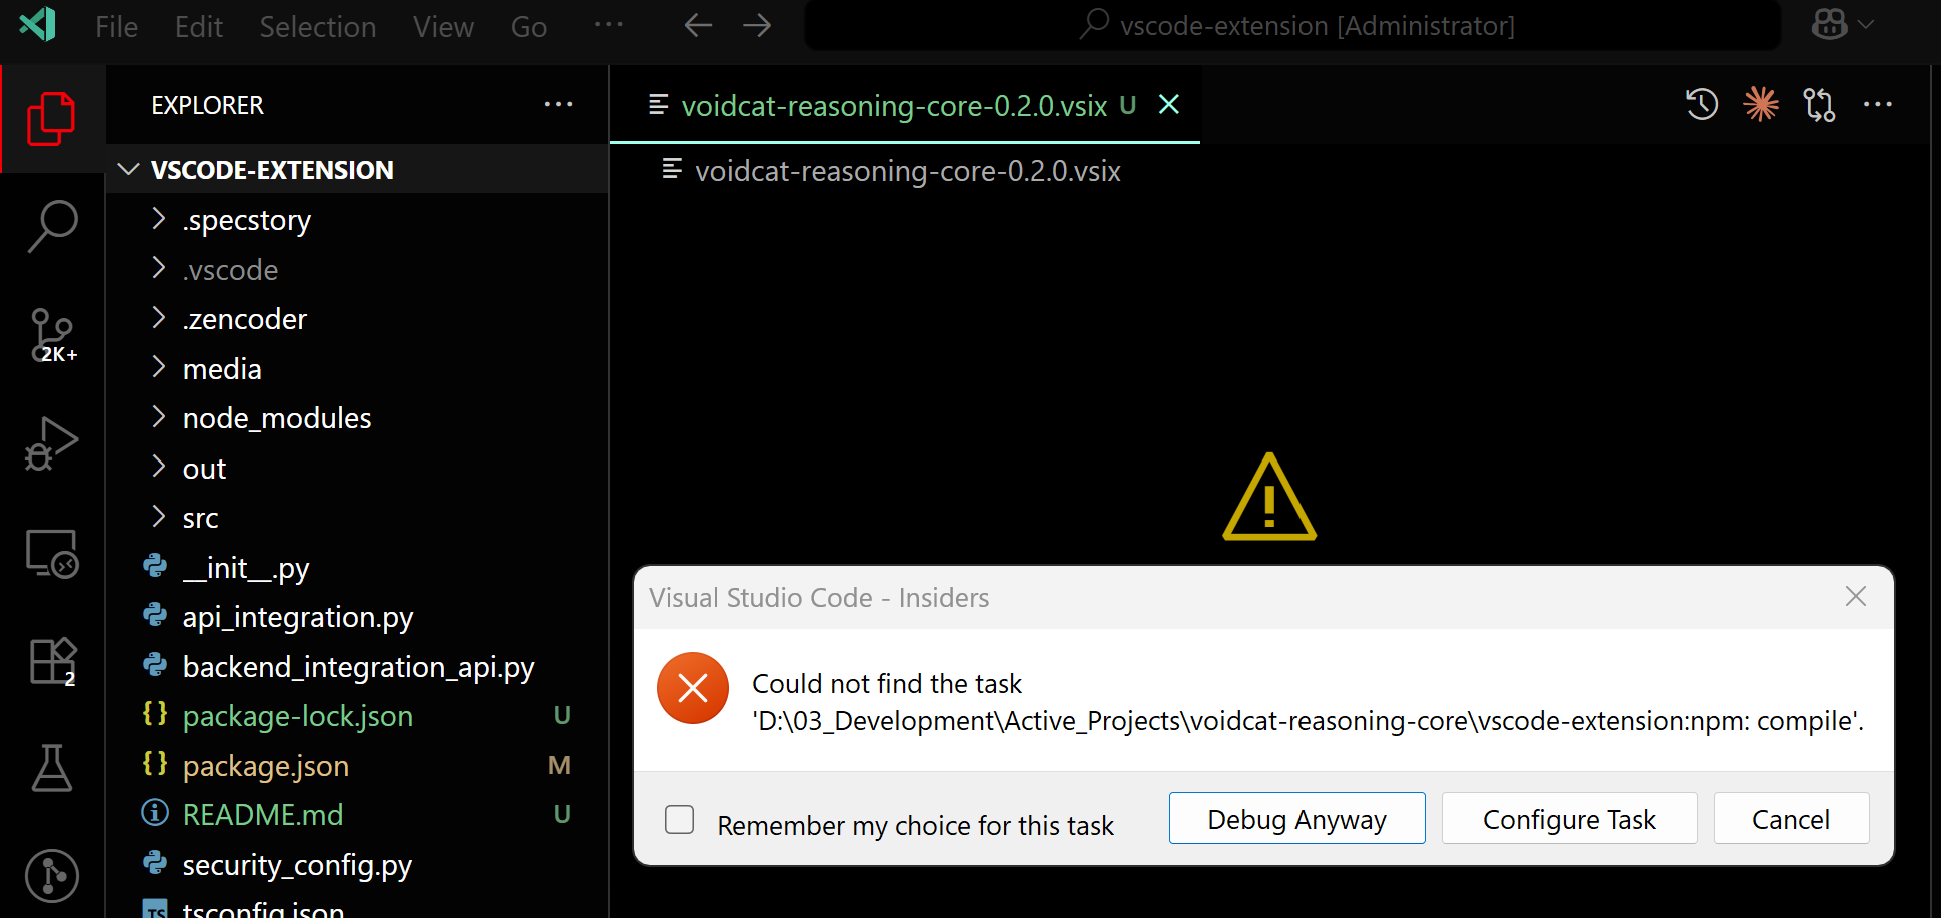 File Edit Selection View Go ···
vscode-extension [Administrator]
EXPLORER ···
voidcat-reasoning-core-0.2.0.vsix U
···
VSCODE-EXTENSION
voidcat-reasoning-core-0.2.0.vsix
.specstory
.vscode
.zencoder
media
node_modules
out
src
__init__.py
api_integration.py
backend_integration_api.py
package-lock.json U
package.json M
README.md U
security_config.py
TS tsconfig.json
2K+
2
Visual Studio Code - Insiders
Could not find the task
'D:\03_Development\Active_Projects\voidcat-reasoning-core\vscode-extension:npm: compile'.
Remember my choice for this task
Debug Anyway
Configure Task
Cancel